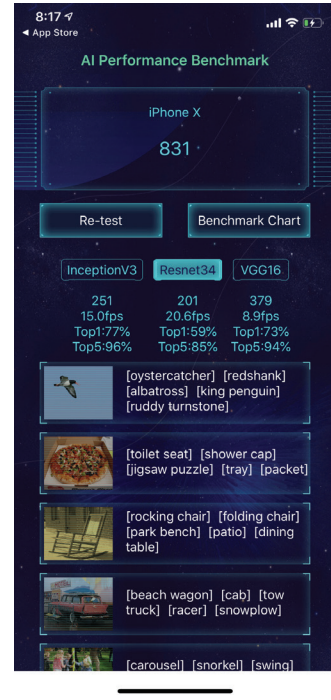 8:17
◀ App Store
AI Performance Benchmark
iPhone X
831
Re-test Benchmark Chart
InceptionV3 Resnet34 VGG16
251 201 379
15.0fps 20.6fps 8.9fps
Top1:77% Top1:59% Top1:73%
Top5:96% Top5:85% Top5:94%
[oystercatcher] [redshank]
[albatross] [king penguin]
[ruddy turnstone]
[toilet seat] [shower cap]
[jigsaw puzzle] [tray] [packet]
[rocking chair] [folding chair]
[park bench] [patio] [dining
table]
[beach wagon] [cab] [tow
truck] [racer] [snowplow]
[carousel] [snorkel] [swing]